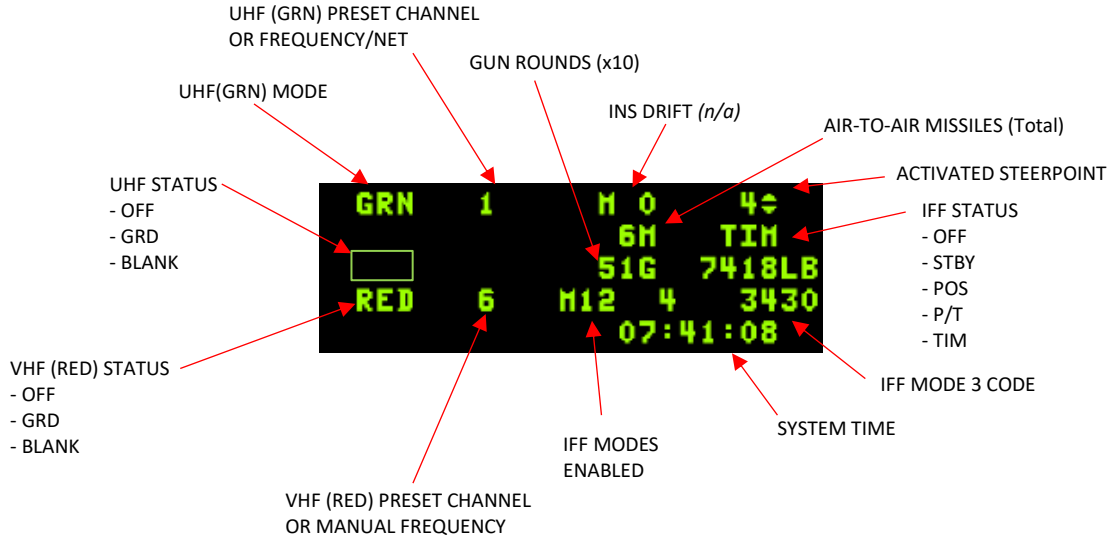 UHF (GRN) PRESET CHANNEL
OR FREQUENCY/NET
GUN ROUNDS (x10)
UHF(GRN) MODE
INS DRIFT (n/a)
AIR-TO-AIR MISSILES (Total)
ACTIVATED STEERPOINT
UHF STATUS
- OFF
- GRD
- BLANK
IFF STATUS
- OFF
- STBY
- POS
- P/T
- TIM
GRN 1 M 0 4
6M TIM
51G 7418LB
RED 6 M12 4 3430
07:41:08
VHF (RED) STATUS
- OFF
- GRD
- BLANK
IFF MODE 3 CODE
SYSTEM TIME
IFF MODES
ENABLED
VHF (RED) PRESET CHANNEL
OR MANUAL FREQUENCY